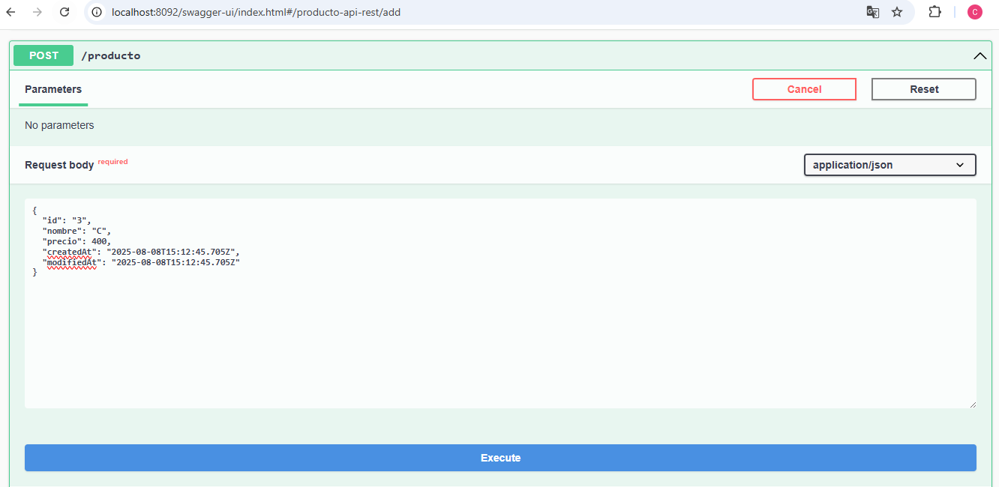 localhost:8092/swagger-ui/index.html#/producto-api-rest/add
C
POST /producto
Parameters
Cancel
Reset
No parameters
Request body required
application/json
{
  "id": "3",
  "nombre": "C",
  "precio": 400,
  "createdAt": "2025-08-08T15:12:45.705Z",
  "modifiedAt": "2025-08-08T15:12:45.705Z"
}
Execute